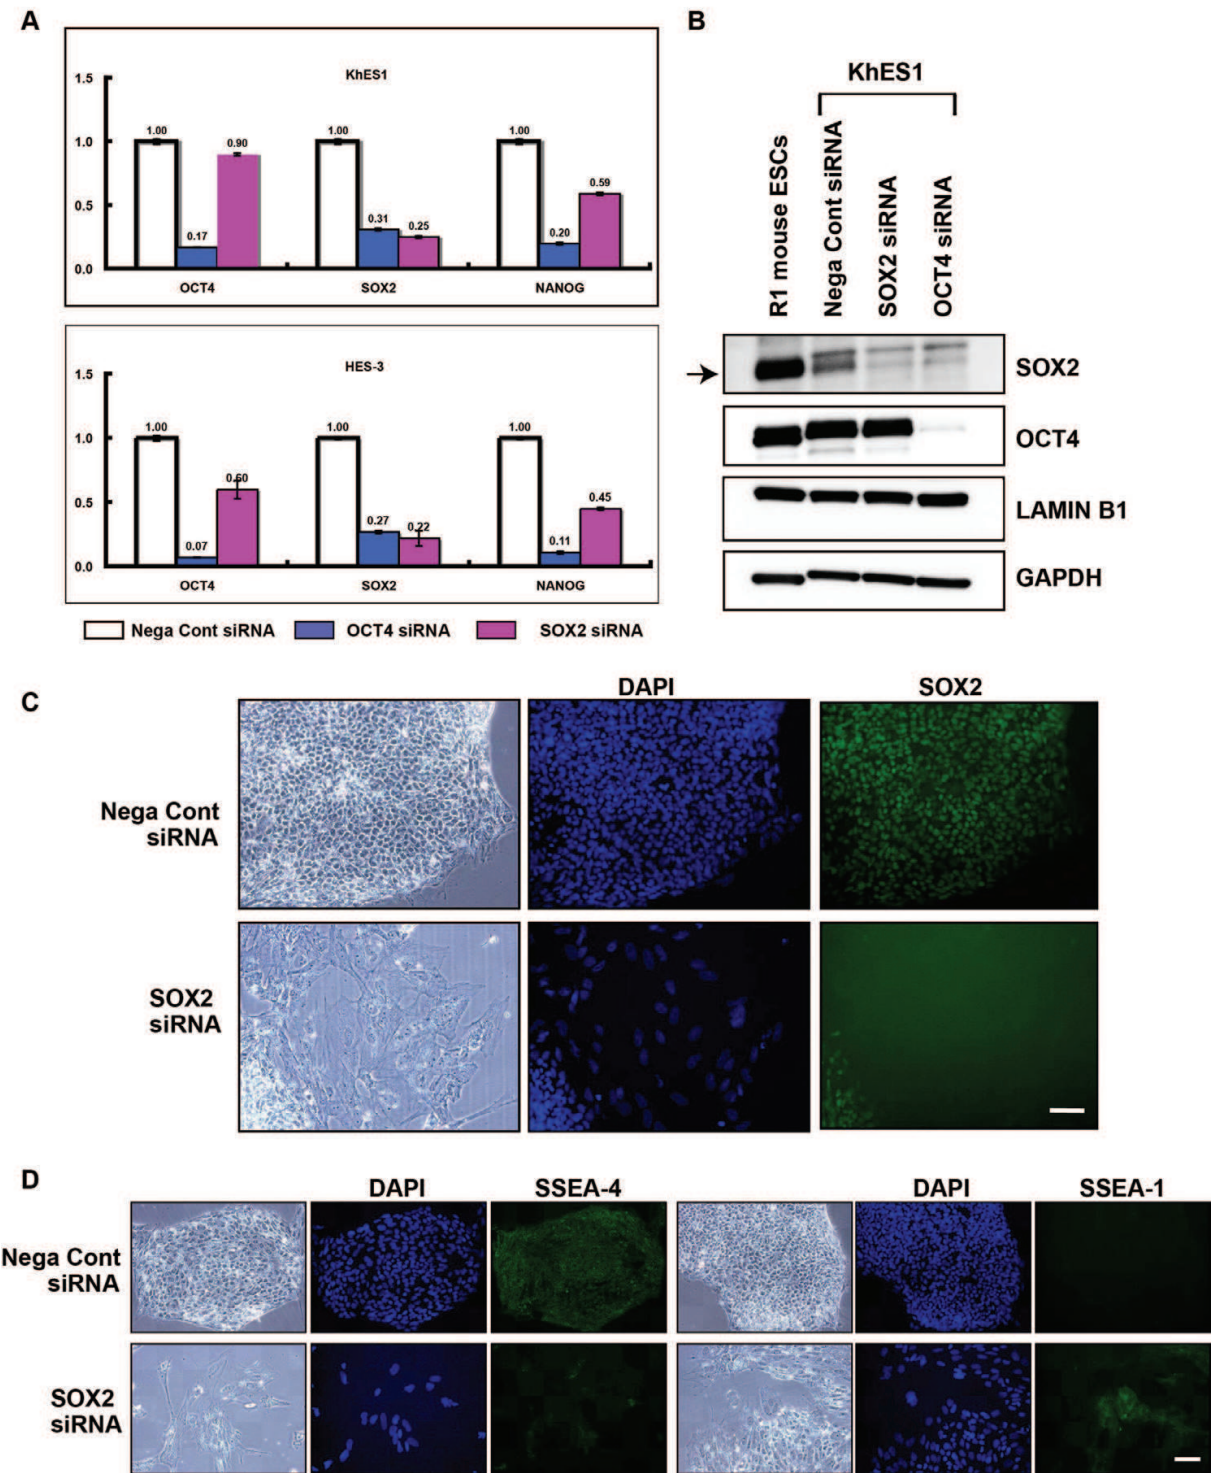 A
KhES1
1.5
1.0
0.5
0.0
1.00
0.17
0.90
1.00
0.31
0.25
1.00
0.20
0.59
OCT4
SOX2
NANOG
HES-3
1.5
1.0
0.5
0.0
1.00
0.07
0.60
1.00
0.27
0.22
1.00
0.11
0.45
OCT4
SOX2
NANOG
Nega Cont siRNA
OCT4 siRNA
SOX2 siRNA
B
KhES1
R1 mouse ESCs
Nega Cont siRNA
SOX2 siRNA
OCT4 siRNA
SOX2
OCT4
LAMIN B1
GAPDH
C
DAPI
SOX2
Nega Cont
siRNA
SOX2
siRNA
D
DAPI
SSEA-4
DAPI
SSEA-1
Nega Cont
siRNA
SOX2
siRNA